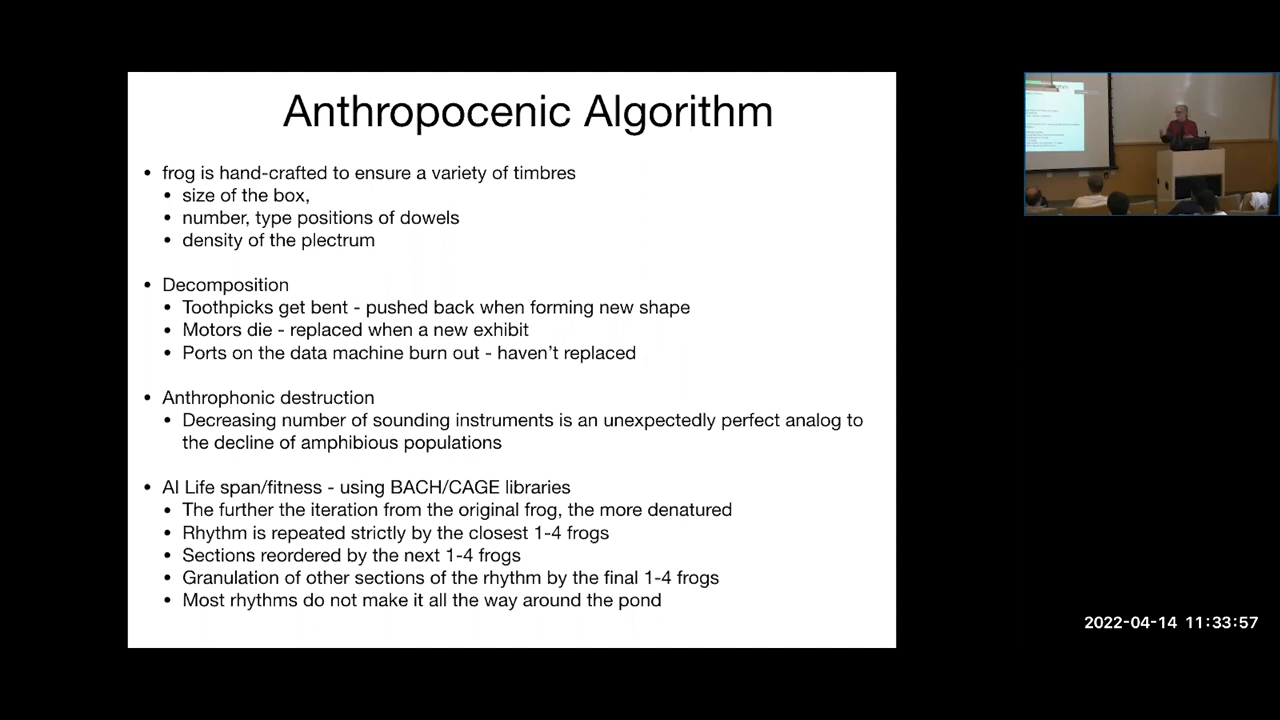 Anthropocenic Algorithm
• frog is hand-crafted to ensure a variety of timbres
• size of the box,
• number, type positions of dowels
• density of the plectrum
• Decomposition
• Toothpicks get bent - pushed back when forming new shape
• Motors die - replaced when a new exhibit
• Ports on the data machine burn out - haven’t replaced
• Anthrophonic destruction
• Decreasing number of sounding instruments is an unexpectedly perfect analog to
the decline of amphibious populations
• AI Life span/fitness - using BACH/CAGE libraries
• The further the iteration from the original frog, the more denatured
• Rhythm is repeated strictly by the closest 1-4 frogs
• Sections reordered by the next 1-4 frogs
• Granulation of other sections of the rhythm by the final 1-4 frogs
• Most rhythms do not make it all the way around the pond
2022-04-14 11:33:57